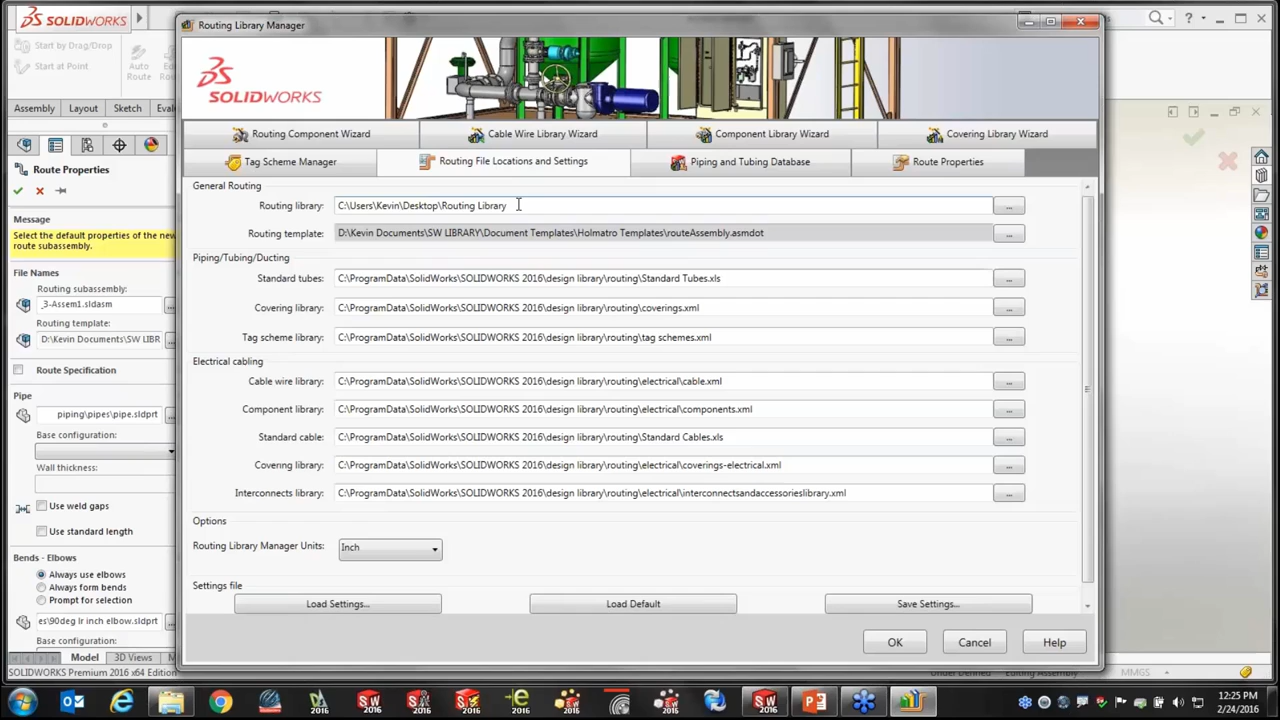 SOLIDWORKS
Routing Library Manager
Start by Drag/Drop
Start at Point
Auto
Route
Assembly
Layout
Sketch
SOLIDWORKS
Routing Component Wizard
Cable Wire Library Wizard
Component Library Wizard
Covering Library Wizard
Tag Scheme Manager
Routing File Locations and Settings
Piping and Tubing Database
Route Properties
Route Properties
Message
Select the default properties of the new
route subassembly.
File Names
Routing subassembly:
_3-Assem1.sldasm
Routing template:
D:\Kevin Documents\SW LIBR
Route Specification
Pipe
piping\pipes\pipe.sldprt
Base configuration:
Wall thickness:
Use weld gaps
Use standard length
Bends - Elbows
Always use elbows
Always form bends
Prompt for selection
es\90deg lr inch elbow.sldprt
Base configuration:
General Routing
Routing library:
C:\Users\Kevin\Desktop\Routing Library
...
Routing template:
D:\Kevin Documents\SW LIBRARY\Document Templates\Holmatro Templates\routeAssembly.asmdot
...
Piping/Tubing/Ducting
Standard tubes:
C:\ProgramData\SolidWorks\SOLIDWORKS 2016\design library\routing\Standard Tubes.xls
...
Covering library:
C:\ProgramData\SolidWorks\SOLIDWORKS 2016\design library\routing\coverings.xml
...
Tag scheme library:
C:\ProgramData\SolidWorks\SOLIDWORKS 2016\design library\routing\tag schemes.xml
...
Electrical cabling
Cable wire library:
C:\ProgramData\SolidWorks\SOLIDWORKS 2016\design library\routing\electrical\cable.xml
...
Component library:
C:\ProgramData\SolidWorks\SOLIDWORKS 2016\design library\routing\electrical\components.xml
...
Standard cable:
C:\ProgramData\SolidWorks\SOLIDWORKS 2016\design library\routing\Standard Cables.xls
...
Covering library:
C:\ProgramData\SolidWorks\SOLIDWORKS 2016\design library\routing\electrical\coverings-electrical.xml
...
Interconnects library:
C:\ProgramData\SolidWorks\SOLIDWORKS 2016\design library\routing\electrical\interconnectsandaccessorieslibrary.xml
...
Options
Routing Library Manager Units:
Inch
Settings file
Load Settings...
Load Default
Save Settings...
OK
Cancel
Help
Model
3D Views
SOLIDWORKS Premium 2016 x64 Edition
Editing Assembly
MMGS
12:25 PM
2/24/2016